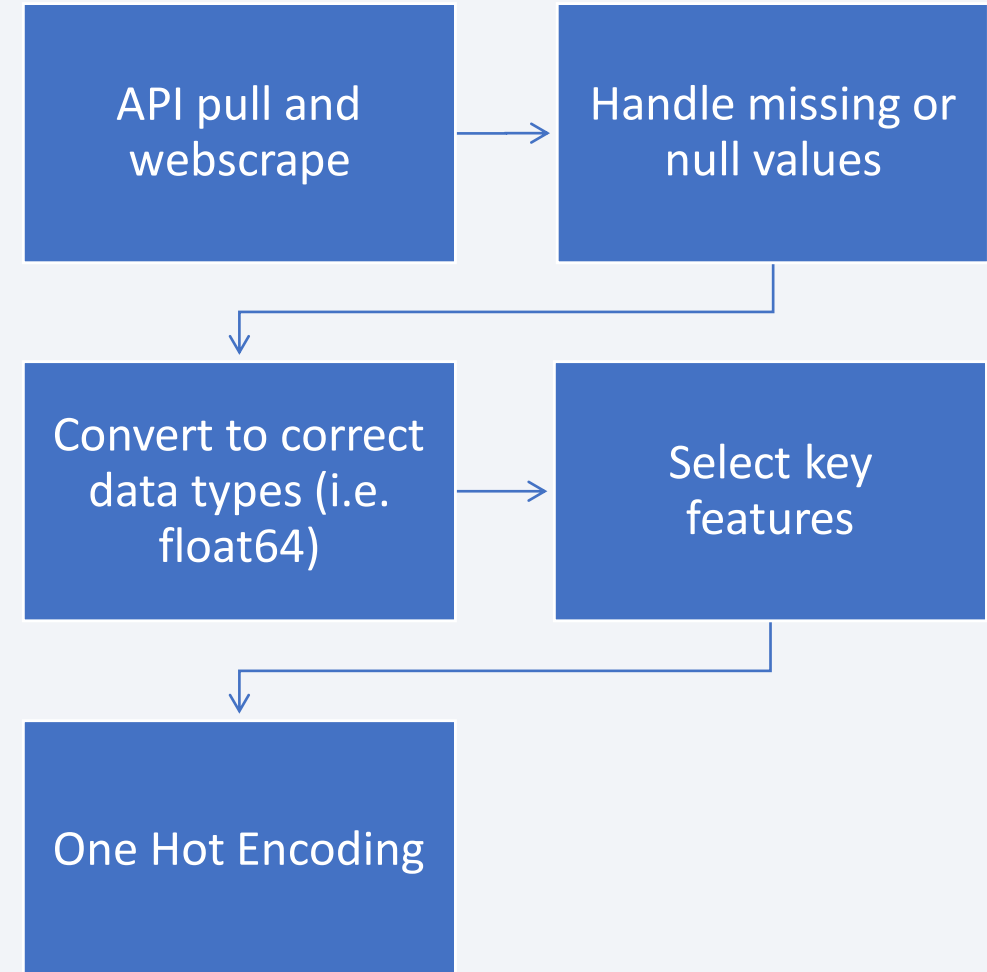 API pull and
webscrape
Handle missing or
null values
Convert to correct
data types (i.e.
float64)
Select key
features
One Hot Encoding